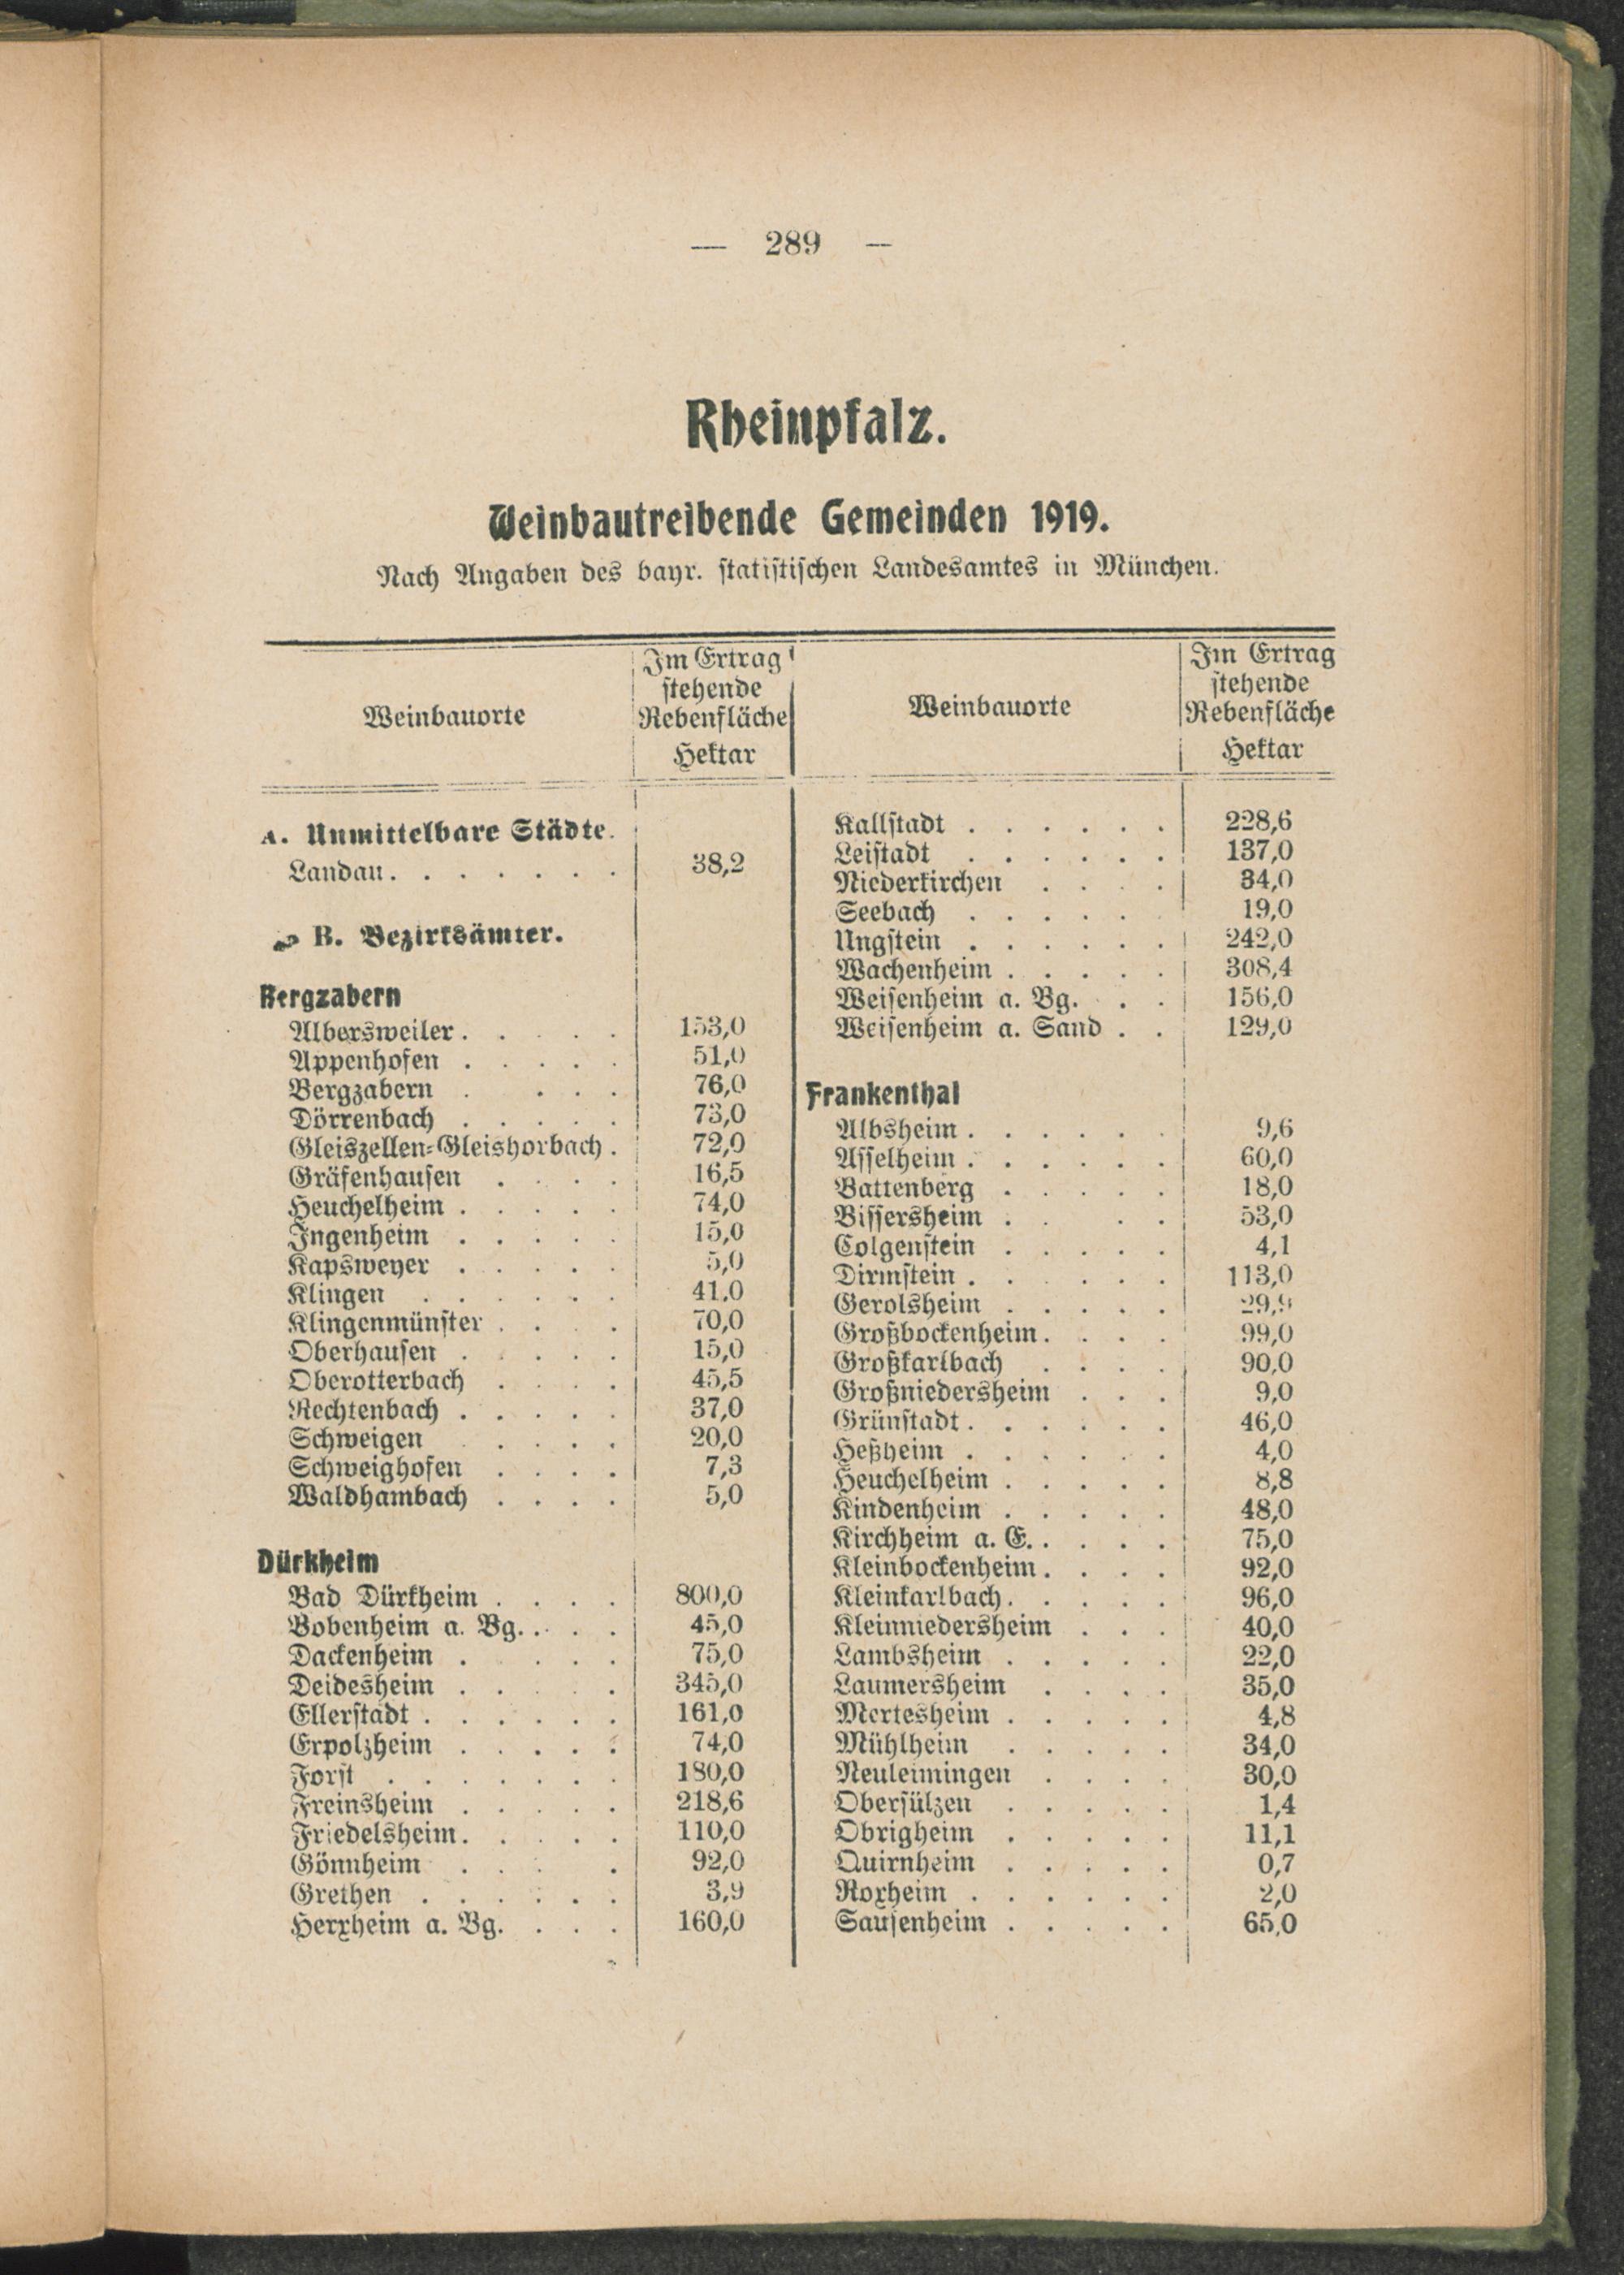 — 289 —
Rheinpfalz.
Weinbautreibende Gemeinden 1919.
Nach Angaben des bayr. statistischen Landesamtes in München.
Weinbauorte
Im Ertrag
stehende
Rebenfläche
Hektar
A. Unmittelbare Städte.
Landau . . . . . . . 38,2
B. Bezirksämter.
Bergzabern
Albersweiler . . . . . 153,0
Appenhofen . . . . . 51,0
Bergzabern . . . . 76,0
Dörrenbach . . . . . 73,0
Gleiszellen-Gleishorbach . 72,0
Gräfenhausen . . . . 16,5
Heuchelheim . . . . . 74,0
Ingenheim . . . . . 15,0
Kapsweyer . . . . . 5,0
Klingen . . . . . . 41,0
Klingenmünster . . . . 70,0
Oberhausen . . . . . 15,0
Oberotterbach . . . . 45,5
Rechtenbach . . . . . 37,0
Schweigen . . . . . 20,0
Schweighofen . . . . 7,3
Waldhambach . . . . 5,0
Dürkheim
Bad Dürkheim . . . . 800,0
Bobenheim a. Bg. . . . 45,0
Dackenheim . . . . . 75,0
Deidesheim . . . . . 345,0
Ellerstadt . . . . . . 161,0
Erpolzheim . . . . . 74,0
Forst . . . . . . . 180,0
Freinsheim . . . . . 218,6
Friedelsheim . . . . . 110,0
Gönnheim . . . . 92,0
Grethen . . . . . . 3,9
Herxheim a. Bg. . . . 160,0
Weinbauorte
Im Ertrag
stehende
Rebenfläche
Hektar
Kallstadt . . . . . . 228,6
Leistadt . . . . . . 137,0
Niederkirchen . . . . 34,0
Seebach . . . . . 19,0
Ungstein . . . . . . 242,0
Wachenheim . . . . . 308,4
Weisenheim a. Bg. . . 156,0
Weisenheim a. Sand . . 129,0
Frankenthal
Albsheim . . . . . . 9,6
Asselheim . . . . . . 60,0
Battenberg . . . . . 18,0
Bissersheim . . . . 53,0
Colgenstein . . . . . 4,1
Dirmstein . . . . . . 113,0
Gerolsheim . . . . . 29,9
Großbockenheim . . . . 99,0
Großkarlbach . . . . 90,0
Großniedersheim . . . 9,0
Grünstadt . . . . . . 46,0
Heßheim . . . . . . 4,0
Heuchelheim . . . . . 8,8
Kindenheim . . . . . 48,0
Kirchheim a. E. . . . . 75,0
Kleinbockenheim . . . . 92,0
Kleinkarlbach . . . . . 96,0
Kleinniedersheim . . . 40,0
Lambsheim . . . . . 22,0
Laumersheim . . . . 35,0
Mertesheim . . . . . 4,8
Mühlheim . . . . . 34,0
Neuleimingen . . . . 30,0
Obersülzen . . . . . 1,4
Obrigheim . . . . . 11,1
Quirnheim . . . . . 0,7
Roxheim . . . . . . 2,0
Sausenheim . . . . . 65,0